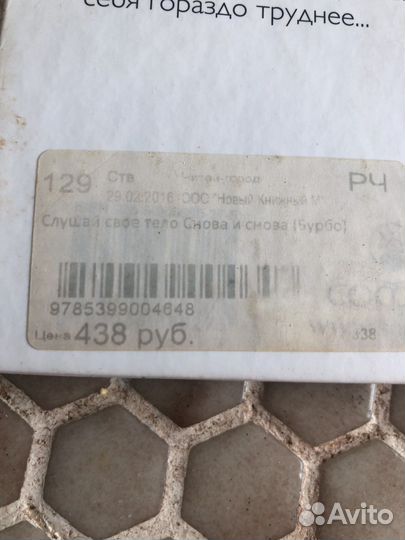 себя гораздо труднее...
129 Ств Читай-город РЧ
29.02.2016 ООО "Новый Книжный М"
Слушай свое тело Снова и снова (Бурбо)
9785399004648
Цена 438 руб.
338
Avito